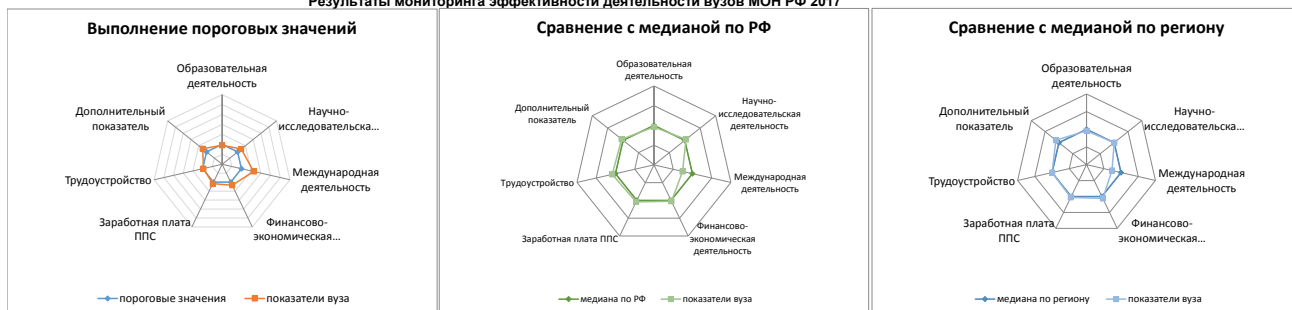 Результаты мониторинга эффективности деятельности вузов МОН РФ 2017
Выполнение пороговых значений
Образовательная
деятельность
Научно-
исследовательска...
Международная
деятельность
Финансово-
экономическая...
Заработная плата
ППС
Трудоустройство
Дополнительный
показатель
пороговые значения
показатели вуза
Сравнение с медианой по РФ
Образовательная
деятельность
Научно-
исследовательская
деятельность
Международная
деятельность
Финансово-
экономическая деятельность
Заработная плата ППС
Трудоустройство
Дополнительный
показатель
медиана по РФ
показатели вуза
Сравнение с медианой по региону
Образовательная
деятельность
Научно-
исследовательска...
Международная
деятельность
Финансово-
экономическая...
Заработная плата
ППС
Трудоустройство
Дополнительный
показатель
медиана по региону
показатели вуза